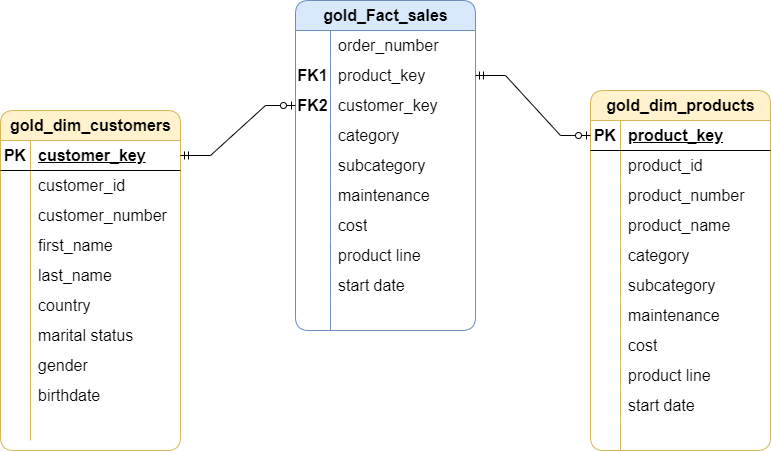 gold_Fact_sales
order_number
FK1 product_key
FK2 customer_key
category
subcategory
maintenance
cost
product line
start date
gold_dim_customers
PK customer_key
customer_id
customer_number
first_name
last_name
country
marital status
gender
birthdate
gold_dim_products
PK product_key
product_id
product_number
product_name
category
subcategory
maintenance
cost
product line
start date